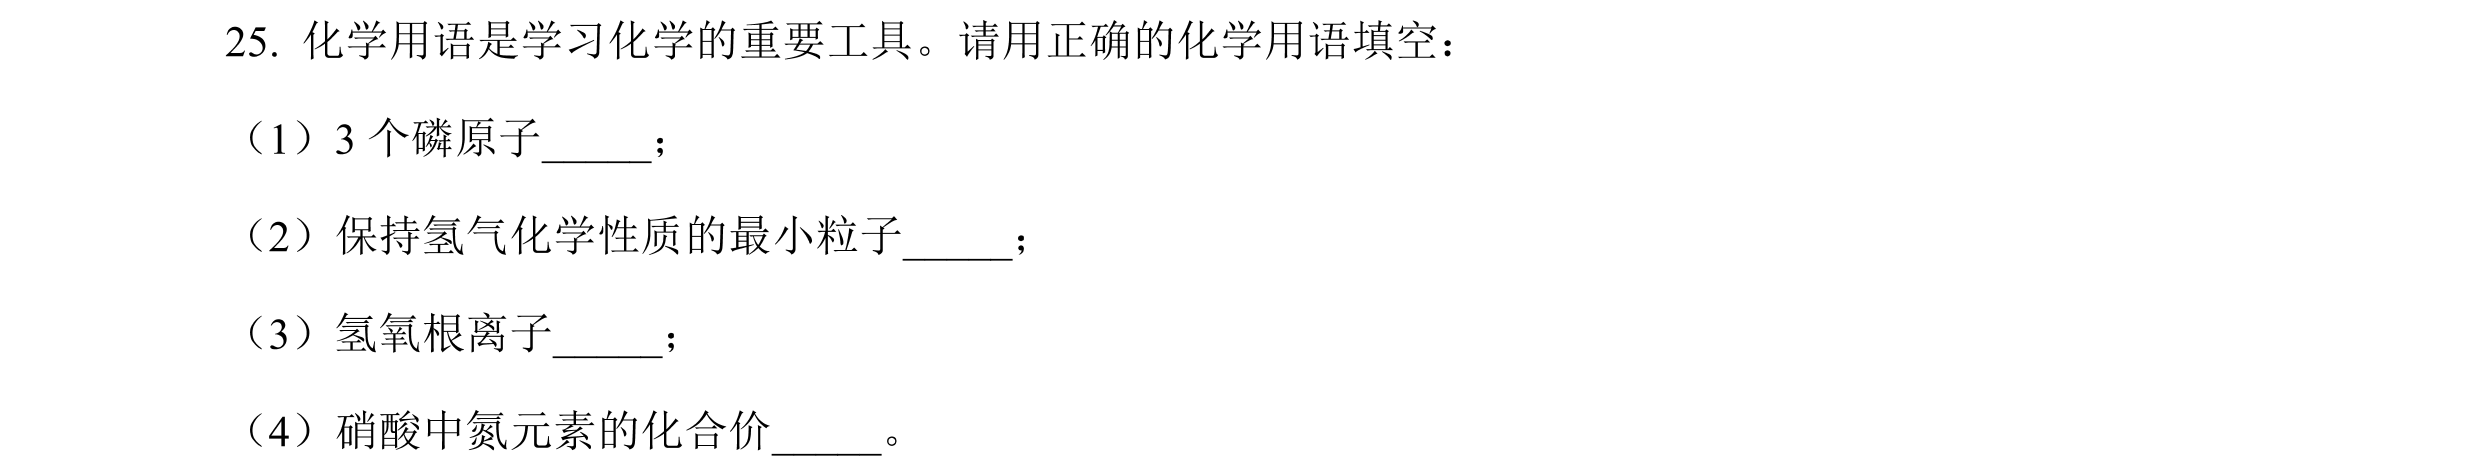 25. 化学用语是学习化学的重要工具。请用正确的化学用语填空：
（1）3 个磷原子_____；
（2）保持氢气化学性质的最小粒子_____；
（3）氢氧根离子_____；
（4）硝酸中氮元素的化合价_____。